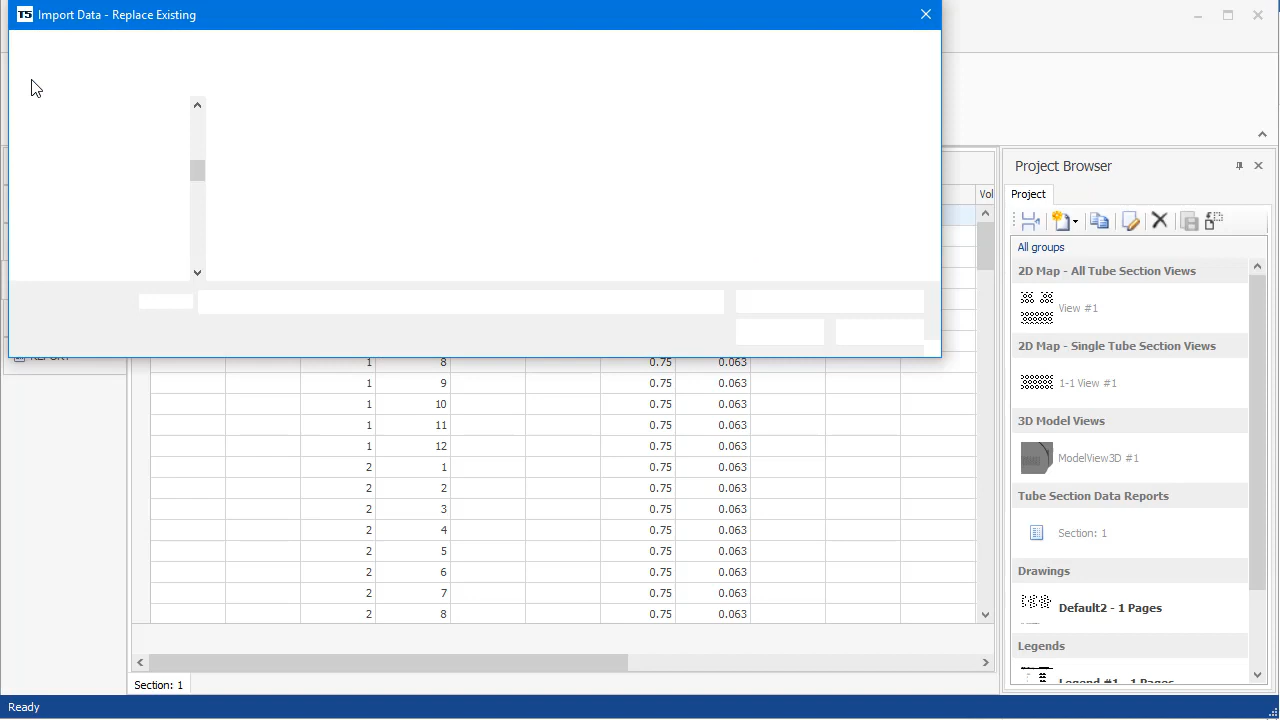 TS Import Data - Replace Existing
Project Browser
Project
Vol
All groups
2D Map - All Tube Section Views
View #1
2D Map - Single Tube Section Views
1-1 View #1
3D Model Views
ModelView3D #1
Tube Section Data Reports
Section: 1
Drawings
Default2 - 1 Pages
Legends
Legend #1 - 1 Pages
REPORT
1 8 0.75 0.063
1 9 0.75 0.063
1 10 0.75 0.063
1 11 0.75 0.063
1 12 0.75 0.063
2 1 0.75 0.063
2 2 0.75 0.063
2 3 0.75 0.063
2 4 0.75 0.063
2 5 0.75 0.063
2 6 0.75 0.063
2 7 0.75 0.063
2 8 0.75 0.063
Section: 1
Ready